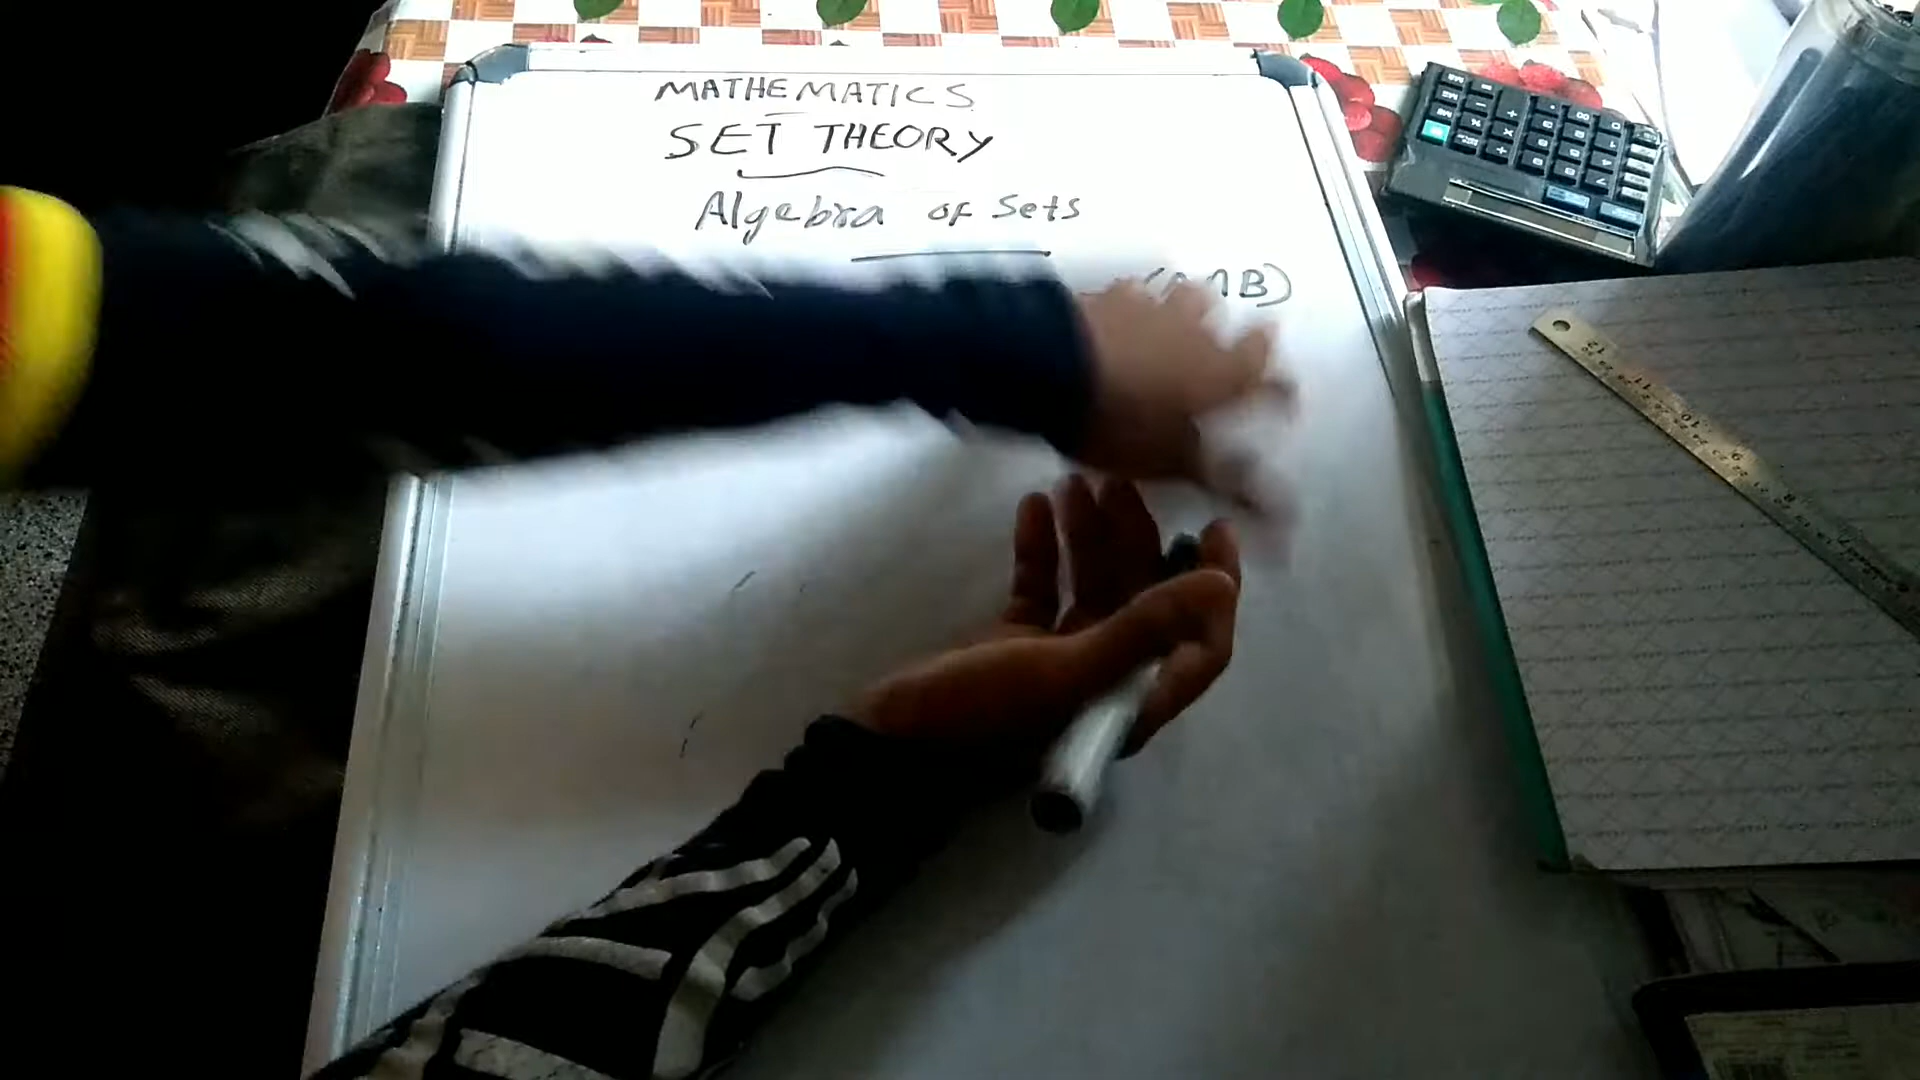 MATHEMATICS
SET THEORY
Algebra of Sets
(A∩B)